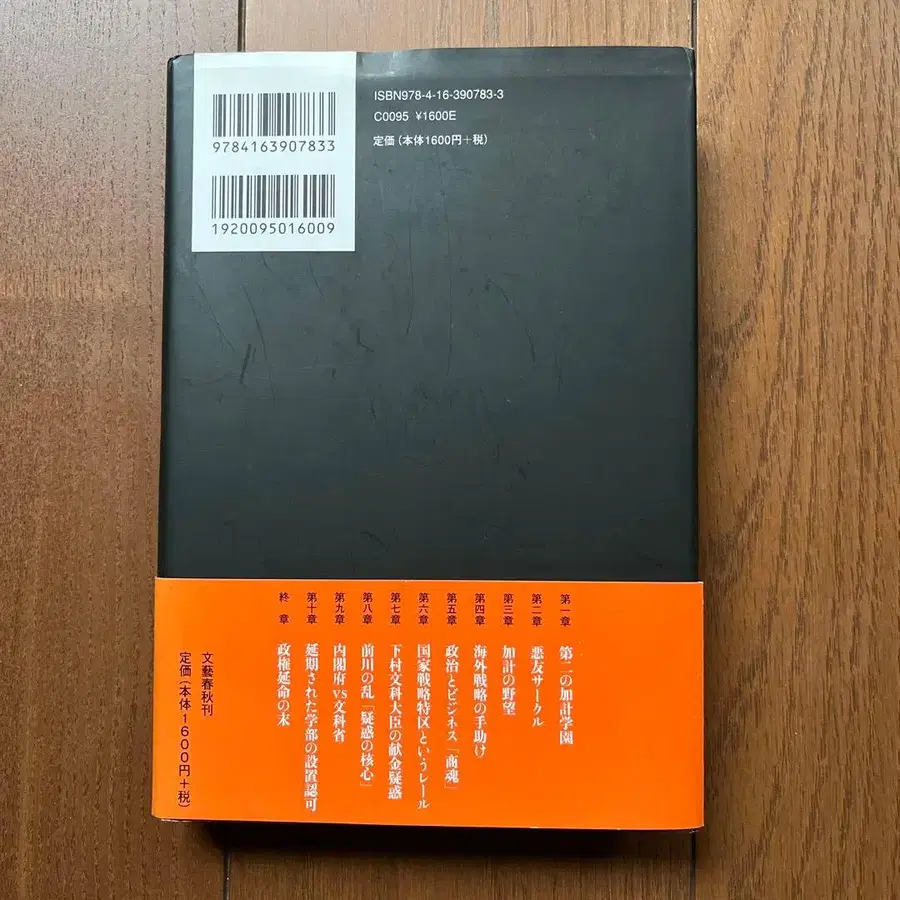 9784163907833
1920095016009
ISBN978-4-16-390783-3
C0095 ¥1600E
定価(本体1600円+税)
第一章 第二の加計学園
第二章 悪友サークル
第三章 加計の野望
第四章 海外戦略の手助け
第五章 政治とビジネス「商魂」
第六章 国家戦略特区というレール
第七章 下村文科大臣の献金疑惑
第八章 前川の乱「疑惑の核心」
第九章 内閣府vs文科省
第十章 延期された学部の設置認可
終章 政権延命の末
文藝春秋刊
定価(本体1600円+税)